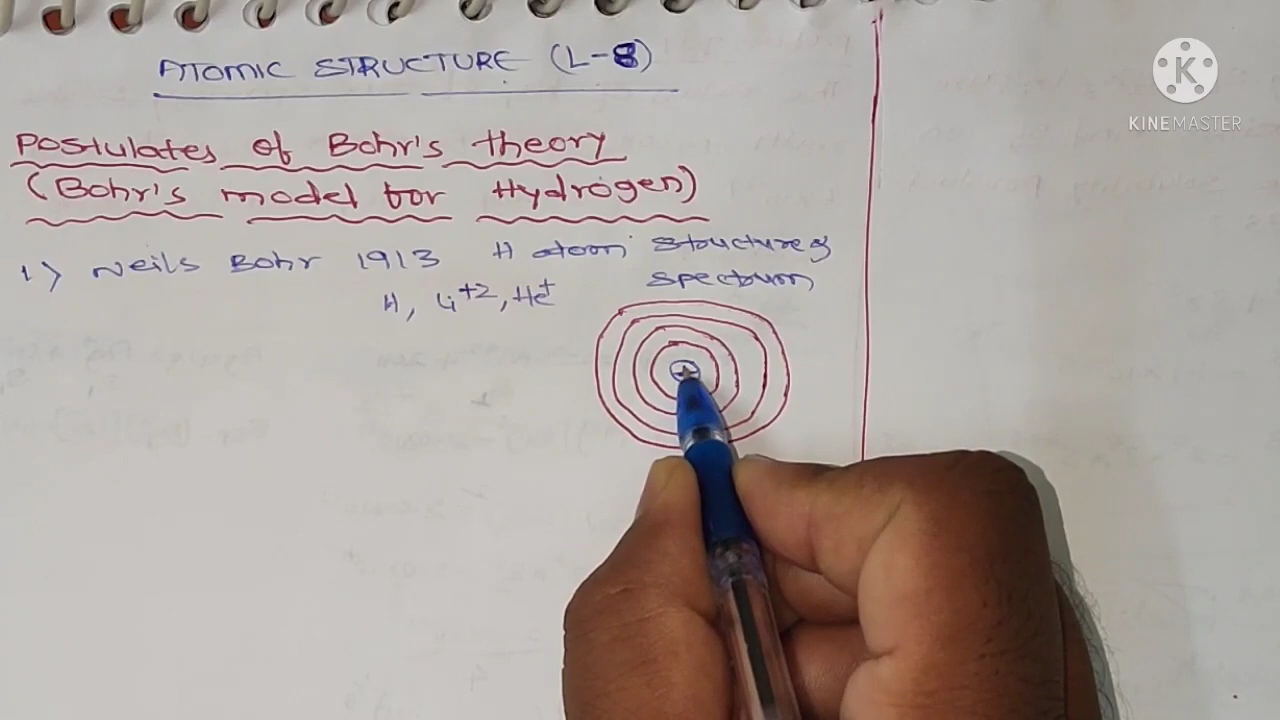 ATOMIC STRUCTURE (L-8)
Postulates of Bohr's theory
(Bohr's model for Hydrogen)
1) Neils Bohr 1913 H atom structure &
spectrum
H, Li+2, He+
KINEMASTER